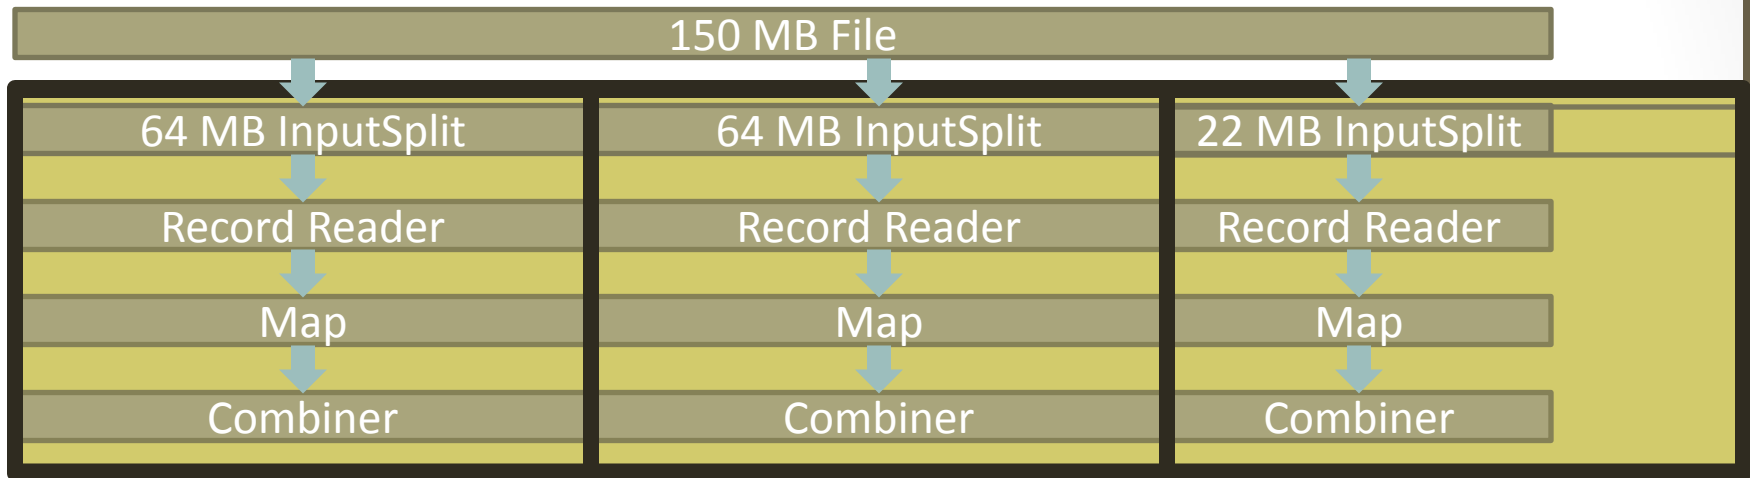 150 MB File
64 MB InputSplit
64 MB InputSplit
22 MB InputSplit
Record Reader
Record Reader
Record Reader
Map
Map
Map
Combiner
Combiner
Combiner